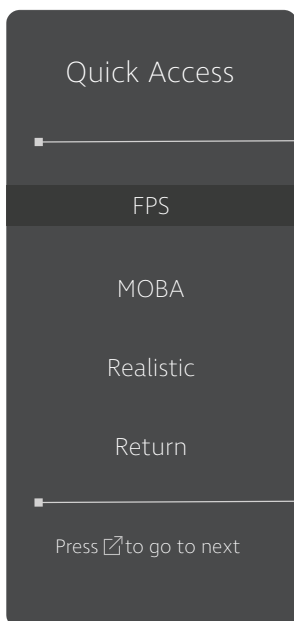 Quick Access
FPS
MOBA
Realistic
Return
Press to go to next